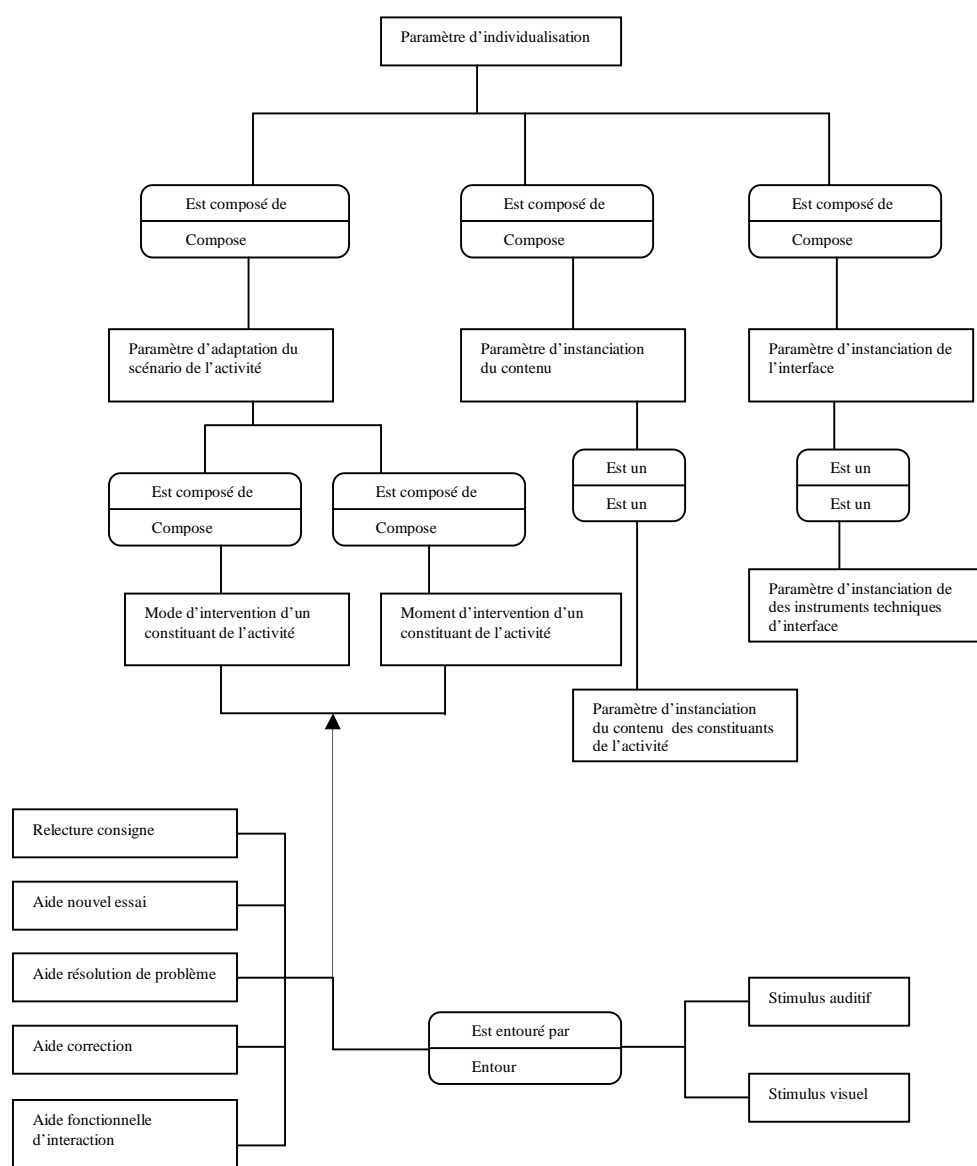 Paramètre d’individualisation
Est composé de
Compose
Est composé de
Compose
Est composé de
Compose
Paramètre d’adaptation du
scénario de l’activité
Paramètre d’instanciation
du contenu
Paramètre d’instanciation de
l’interface
Est composé de
Compose
Est composé de
Compose
Est un
Est un
Est un
Est un
Mode d’intervention d’un
constituant de l’activité
Moment d’intervention d’un
constituant de l’activité
Paramètre d’instanciation de
des instruments techniques
d’interface
Paramètre d’instanciation
du contenu des constituants
de l’activité
Relecture consigne
Aide nouvel essai
Aide résolution de problème
Aide correction
Aide fonctionnelle
d’interaction
Est entouré par
Entour
Stimulus auditif
Stimulus visuel